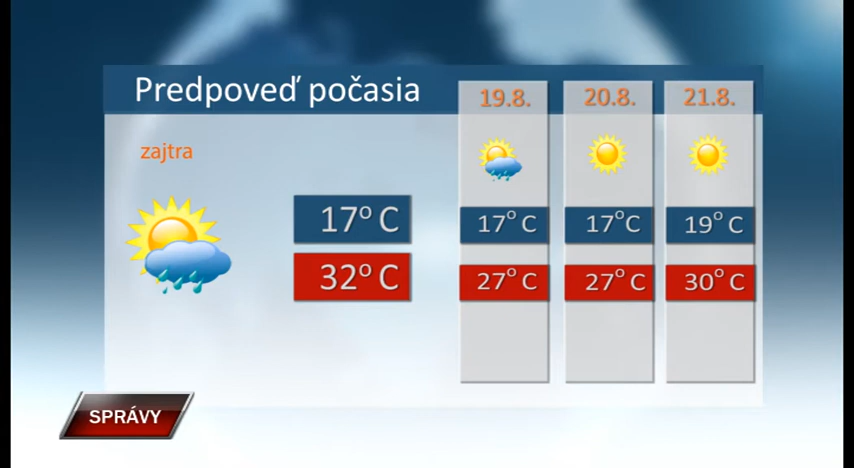 Predpoveď počasia
zajtra
17° C
32° C
19.8.
17° C
27° C
20.8.
17°C
27° C
21.8.
19° C
30° C
SPRÁVY